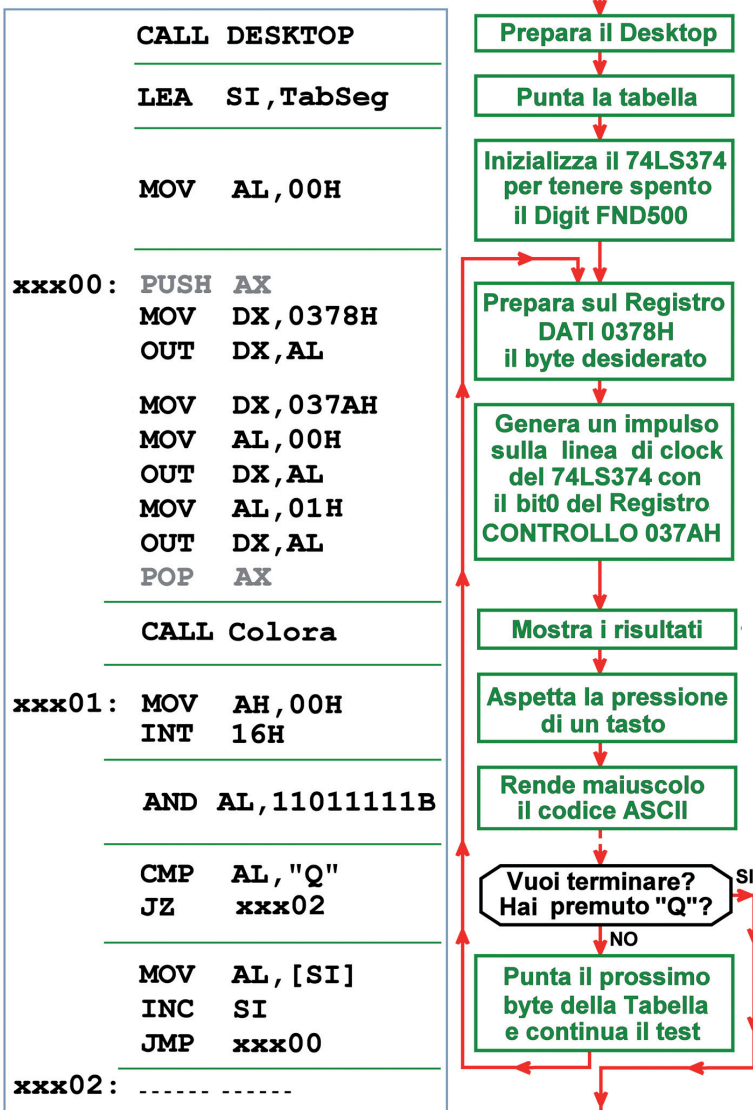 CALL DESKTOP
LEA SI,TabSeg
MOV AL,00H
xxx00: PUSH AX
MOV DX,0378H
OUT DX,AL
MOV DX,037AH
MOV AL,00H
OUT DX,AL
MOV AL,01H
OUT DX,AL
POP AX
CALL Colora
xxx01: MOV AH,00H
INT 16H
AND AL,11011111B
CMP AL,"Q"
JZ xxx02
MOV AL,[SI]
INC SI
JMP xxx00
xxx02: ------ ------
Prepara il Desktop
Punta la tabella
Inizializza il 74LS374
per tenere spento
il Digit FND500
Prepara sul Registro
DATI 0378H
il byte desiderato
Genera un impulso
sulla linea di clock
del 74LS374 con
il bit0 del Registro
CONTROLLO 037AH
Mostra i risultati
Aspetta la pressione
di un tasto
Rende maiuscolo
il codice ASCII
Vuoi terminare?
Hai premuto "Q"?
SI
NO
Punta il prossimo
byte della Tabella
e continua il test